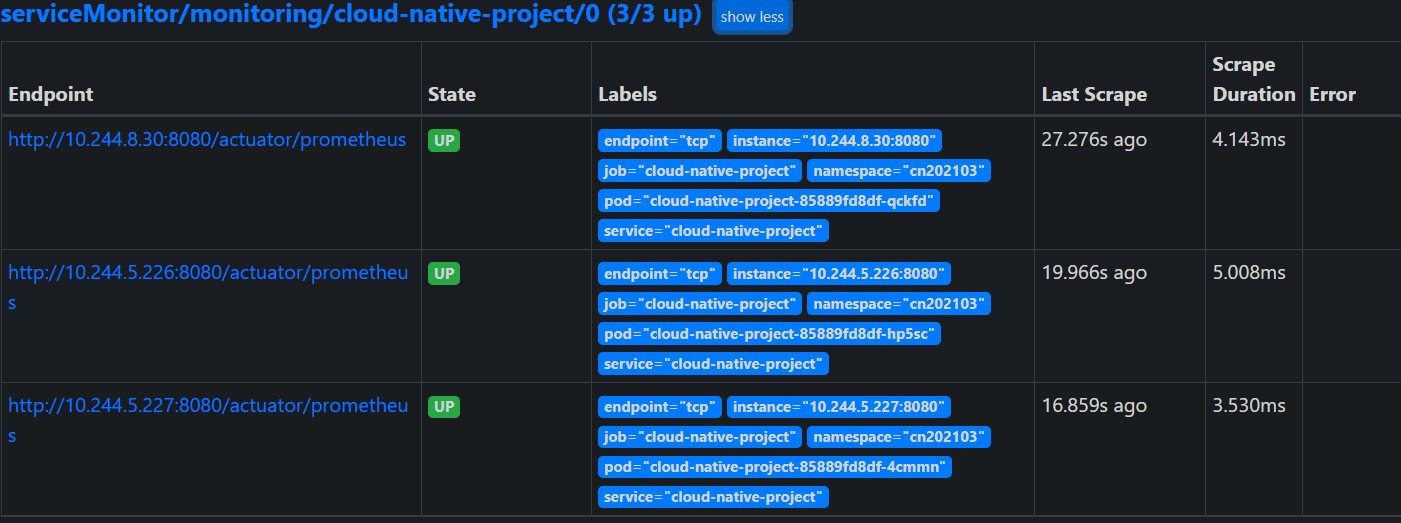 serviceMonitor/monitoring/cloud-native-project/0 (3/3 up) show less
Scrape
Endpoint State Labels Last Scrape Duration Error
http://10.244.8.30:8080/actuator/prometheus UP endpoint="tcp" instance="10.244.8.30:8080" 27.276s ago 4.143ms
job="cloud-native-project" namespace="cn202103"
pod="cloud-native-project-85889fd8df-qckfd"
service="cloud-native-project"
http://10.244.5.226:8080/actuator/prometheu UP endpoint="tcp" instance="10.244.5.226:8080" 19.966s ago 5.008ms
s job="cloud-native-project" namespace="cn202103"
pod="cloud-native-project-85889fd8df-hp5sc"
service="cloud-native-project"
http://10.244.5.227:8080/actuator/prometheu UP endpoint="tcp" instance="10.244.5.227:8080" 16.859s ago 3.530ms
s job="cloud-native-project" namespace="cn202103"
pod="cloud-native-project-85889fd8df-4cmmn"
service="cloud-native-project"